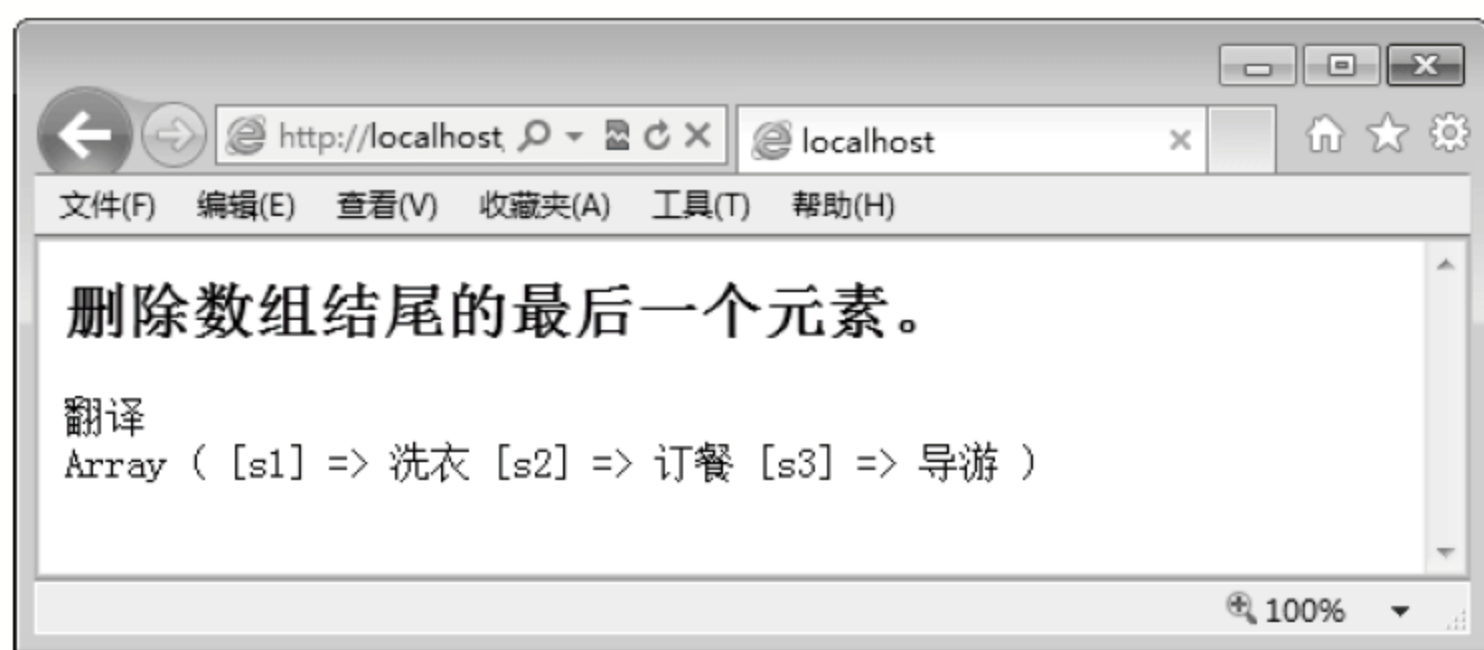 http://localhost
localhost
文件(F) 编辑(E) 查看(V) 收藏夹(A) 工具(T) 帮助(H)
删除数组结尾的最后一个元素。
翻译
Array ( [s1] => 洗衣 [s2] => 订餐 [s3] => 导游 )
100%